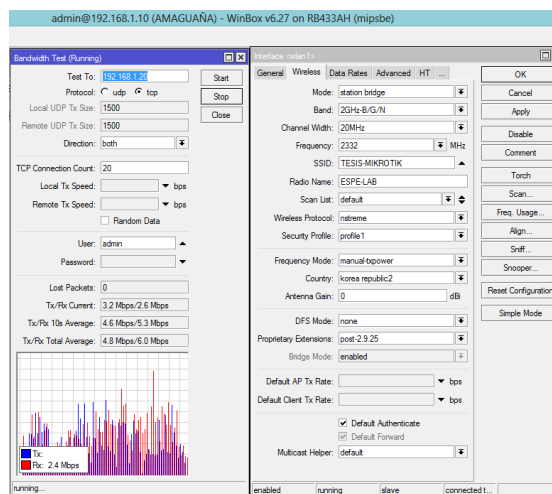 admin@192.168.1.10 (AMAGUAÑA) - WinBox v6.27 on RB433AH (mipsbe)
Bandwidth Test (Running)
Test To: 192.168.1.20
Protocol: udp tcp
Local UDP Tx Size: 1500
Remote UDP Tx Size: 1500
Direction: both
TCP Connection Count: 20
Local Tx Speed: bps
Remote Tx Speed: bps
Random Data
User: admin
Password:
Lost Packets: 0
Tx/Rx Current: 3.2 Mbps/2.6 Mbps
Tx/Rx 10s Average: 4.6 Mbps/5.3 Mbps
Tx/Rx Total Average: 4.8 Mbps/6.0 Mbps
Tx:
Rx: 2.4 Mbps
running...
Start
Stop
Close
Interface <wlan1>
General Wireless Data Rates Advanced HT ...
Mode: station bridge
Band: 2GHz-B/G/N
Channel Width: 20MHz
Frequency: 2332 MHz
SSID: TESIS-MIKROTIK
Radio Name: ESPE-LAB
Scan List: default
Wireless Protocol: nstreme
Security Profile: profile1
Frequency Mode: manual-txpower
Country: korea republic2
Antenna Gain: 0 dBi
DFS Mode: none
Proprietary Extensions: post-2.9.25
Bridge Mode: enabled
Default AP Tx Rate: bps
Default Client Tx Rate: bps
Default Authenticate
Default Forward
Multicast Helper: default
enabled running slave connected t...
OK
Cancel
Apply
Disable
Comment
Torch
Scan...
Freq. Usage...
Align...
Sniff...
Snooper...
Reset Configuration
Simple Mode